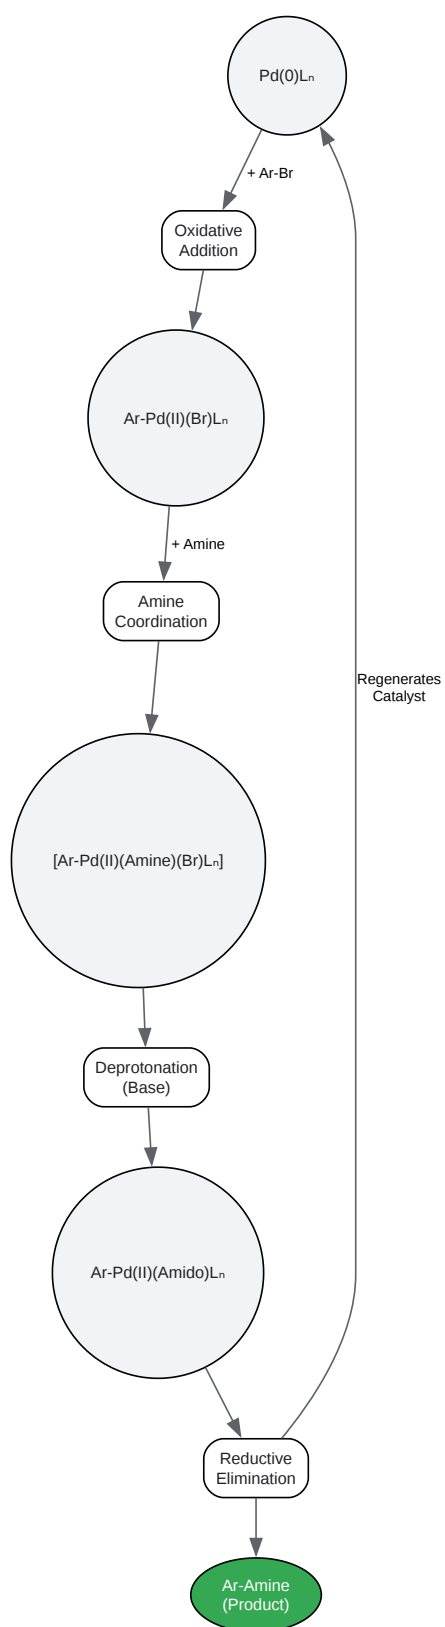 Pd(0)Lₙ
+ Ar-Br
Oxidative
Addition
Ar-Pd(II)(Br)Lₙ
+ Amine
Amine
Coordination
Regenerates
Catalyst
[Ar-Pd(II)(Amine)(Br)Lₙ]
Deprotonation
(Base)
Ar-Pd(II)(Amido)Lₙ
Reductive
Elimination
Ar-Amine
(Product)